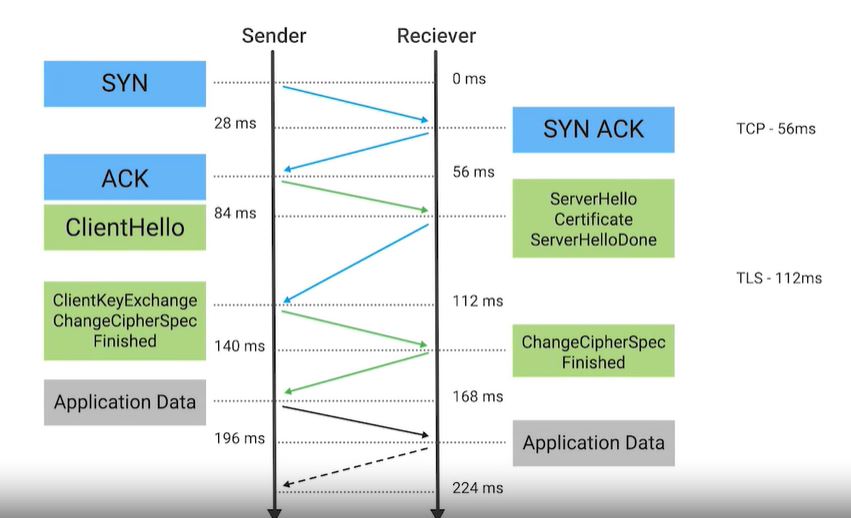 Sender
Reciever
SYN
0 ms
28 ms
SYN ACK
TCP - 56ms
ACK
56 ms
84 ms
ClientHello
ServerHello
Certificate
ServerHelloDone
TLS - 112ms
ClientKeyExchange
ChangeCipherSpec
Finished
112 ms
140 ms
ChangeCipherSpec
Finished
Application Data
168 ms
196 ms
Application Data
224 ms